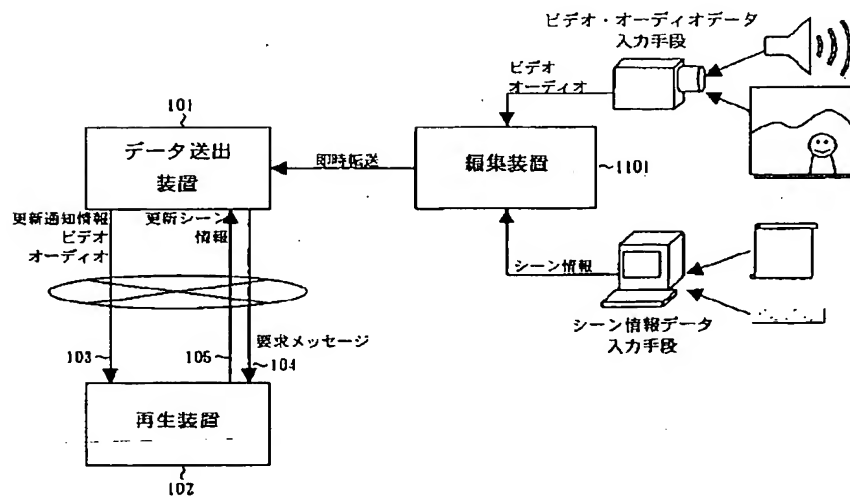 ビデオ・オーディオデータ
入力手段
ビデオ
オーディオ
101
データ送出
装置
即時転送
編集装置
1101
更新通知情報
ビデオ
オーディオ
更新シーン
情報
シーン情報
シーン情報データ
入力手段
要求メッセージ
103
105
104
再生装置
102